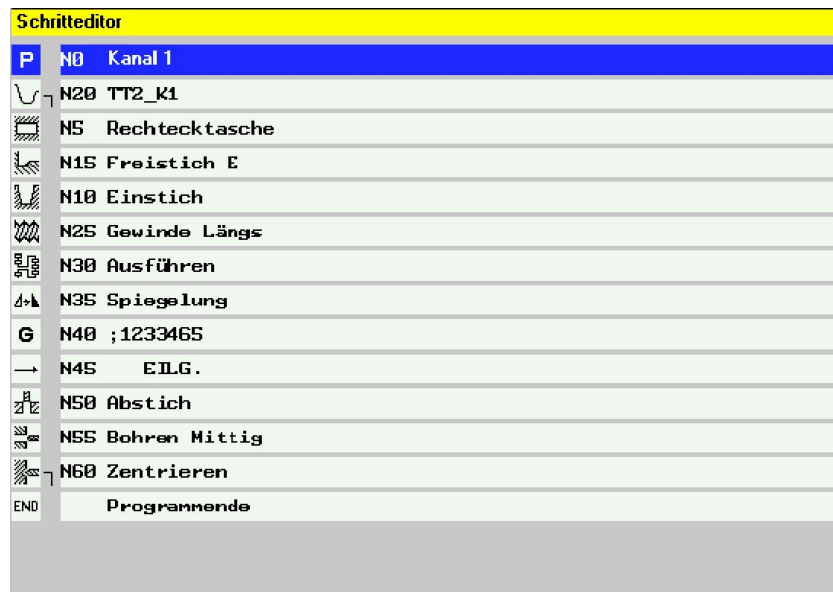 Schritteditor
P N0 Kanal 1
N20 TT2_K1
N5 Rechtecktasche
N15 Freistich E
N10 Einstich
N25 Gewinde Längs
N30 Ausführen
N35 Spiegelung
G N40 ;1233465
N45 EILG.
N50 Abstich
N55 Bohren Mittig
N60 Zentrieren
END Programmende